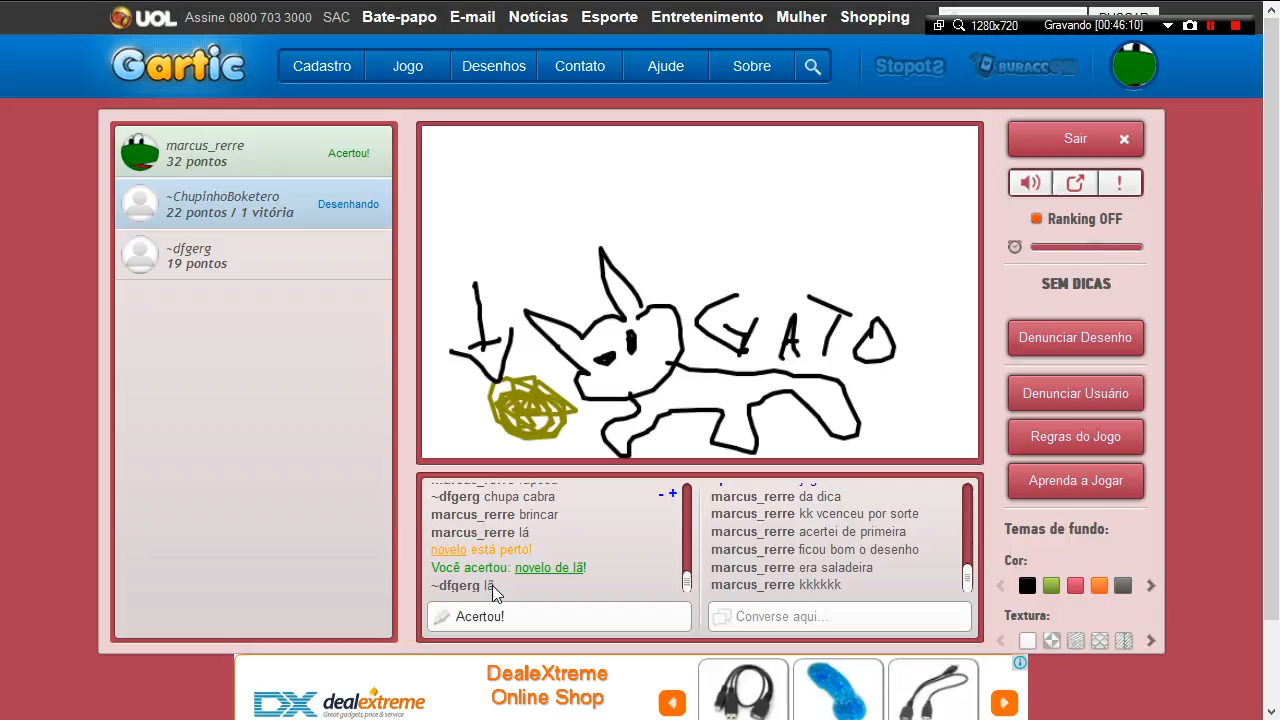 UOL Assine 0800 703 3000 SAC Bate-papo E-mail Notícias Esporte Entretenimento Mulher Shopping
1280x720 Gravando [00:46:10]
Gartic Cadastro Jogo Desenhos Contato Ajuda Sobre StopotS BURACO
marcus_rerre
32 pontos
Acertou!
~ChupinhoBoketero
22 pontos / 1 vitória
Desenhando
~dfgerg
19 pontos
GATO
~dfgerg chupa cabra
- +
marcus_rerre brincar
marcus_rerre lá
novelo está perto!
Você acertou: novelo de lã!
~dfgerg lã
Acertou!
marcus_rerre da dica
marcus_rerre kk vcenceu por sorte
marcus_rerre acertei de primeira
marcus_rerre ficou bom o desenho
marcus_rerre era saladeira
marcus_rerre kkkkkk
Converse aqui...
Sair ×
!
Ranking OFF
SEM DICAS
Denunciar Desenho
Denunciar Usuário
Regras do Jogo
Aprenda a Jogar
Temas de fundo:
Cor:
Textura:
DX dealextreme
Great gadgets, price & service
DealeXtreme
Online Shop